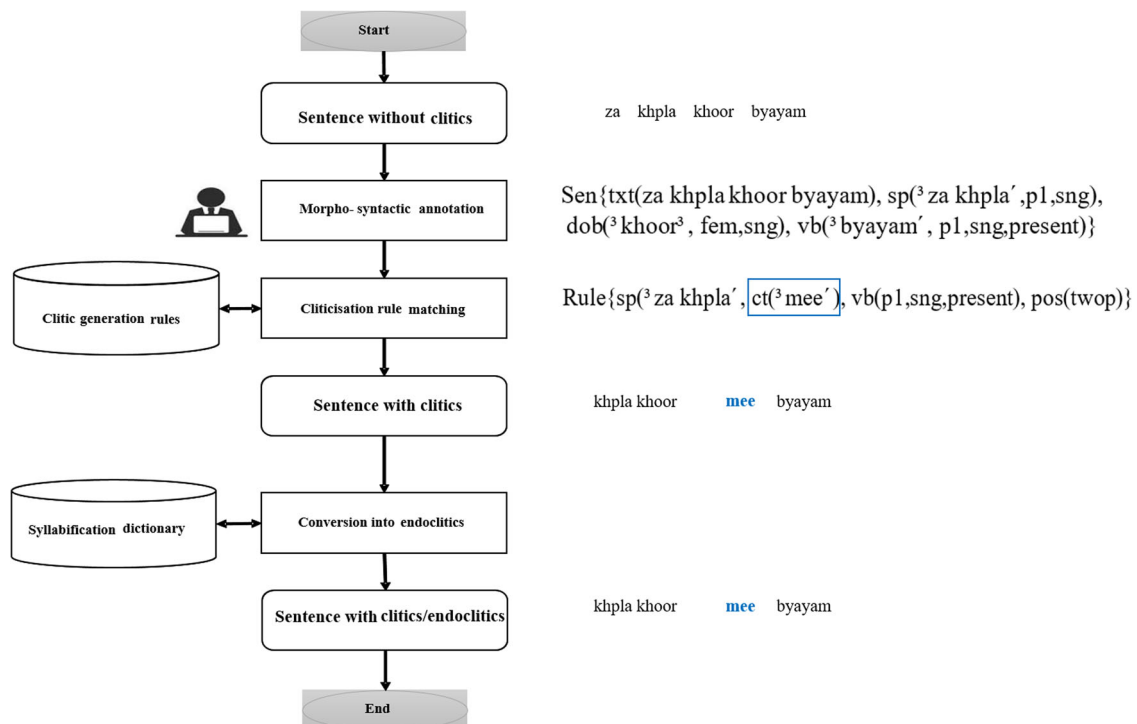 Start
Sentence without clitics
za khpla khoor byayam
Morpho- syntactic annotation
Sen{txt(za khpla khoor byayam), sp(³ za khpla´ ,p1,sng),
dob(³ khoor³ , fem,sng), vb(³ byayam´ , p1,sng,present)}
Clitic generation rules
Cliticisation rule matching
Rule{sp(³ za khpla´ , ct(³ mee´ ), vb(p1,sng,present), pos(twop)}
Sentence with clitics
khpla khoor mee byayam
Syllabification dictionary
Conversion into endoclitics
Sentence with clitics/endoclitics
khpla khoor mee byayam
End